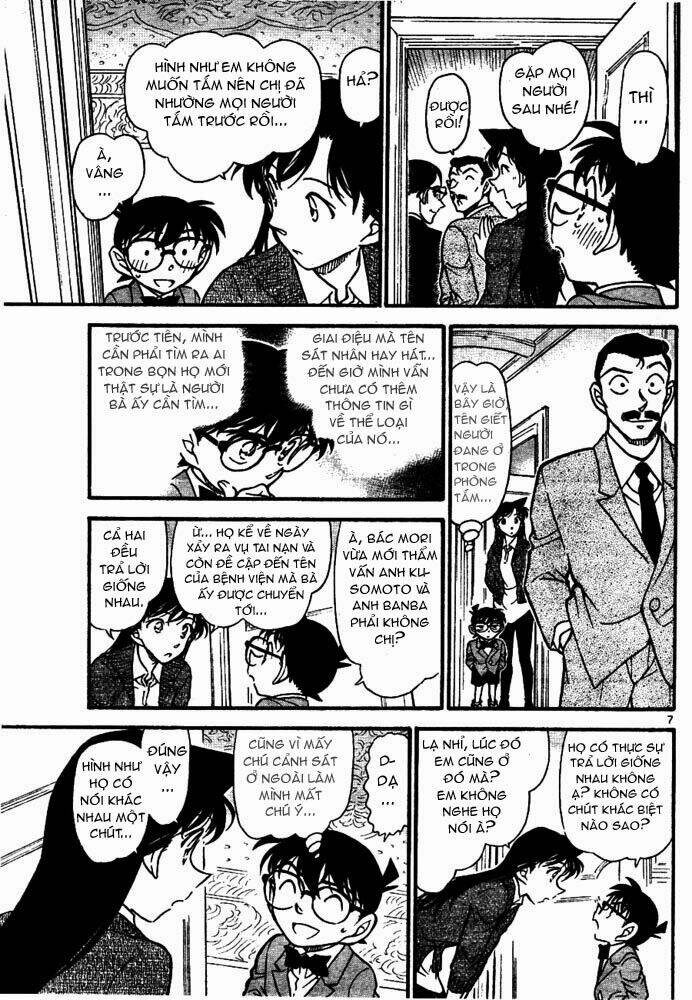 THÌ
...
GẶP MỌI
NGƯỜI
SAU NHÉ!
ĐƯỢC
RỒI!
HẢ?
HÌNH NHƯ EM KHÔNG
MUỐN TẮM NÊN CHỊ ĐÃ
NHƯỜNG MỌI NGƯỜI
TẮM TRƯỚC RỒI...
À,
VÂNG
...
VẬY LÀ
BÂY GIỜ
TÊN GIẾT
NGƯỜI
ĐANG Ở
TRONG
PHÒNG
TẮM...
GIAI ĐIỆU MÀ TÊN
SÁT NHÂN HAY HÁT...
ĐẾN GIỜ MÌNH VẪN
CHƯA CÓ THÊM
THÔNG TIN GÌ
VỀ THỂ LOẠI
CỦA NÓ...
TRƯỚC TIÊN, MÌNH
CẦN PHẢI TÌM RA AI
TRONG BỌN HỌ MỚI
THẬT SỰ LÀ NGƯỜI
BÀ ẤY CẦN TÌM...
À, BÁC MORI
VỪA MỚI THẨM
VẤN ANH KU-
SOMOTO VÀ
ANH BANBA
PHẢI KHÔNG
CHỊ?
Ừ... HỌ KỂ VỀ NGÀY
XẢY RA VỤ TAI NẠN VÀ
CÒN ĐỀ CẬP ĐẾN TÊN
CỦA BỆNH VIỆN MÀ BÀ
ẤY ĐƯỢC CHUYỂN
TỚI...
CẢ HAI
ĐỀU
TRẢ LỜI
GIỐNG
NHAU.
7
HỌ CÓ THỰC SỰ
TRẢ LỜI GIỐNG
NHAU KHÔNG
Ạ? KHÔNG CÓ
CHÚT KHÁC BIỆT
NÀO SAO?
LẠ NHỈ, LÚC ĐÓ
EM CŨNG Ở
ĐÓ MÀ?
EM KHÔNG
NGHE HỌ
NÓI À?
D-
DẠ
...
CŨNG VÌ MẤY
CHÚ CẢNH SÁT
Ở NGOÀI LÀM
MÌNH MẤT
CHÚ Ý...
ĐÚNG
VẬY...
HÌNH NHƯ
HỌ CÓ
NÓI KHÁC
NHAU MỘT
CHÚT...